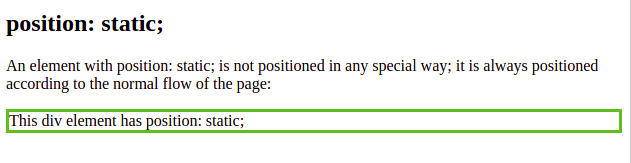 position: static;
An element with position: static; is not positioned in any special way; it is always positioned
according to the normal flow of the page:
This div element has position: static;